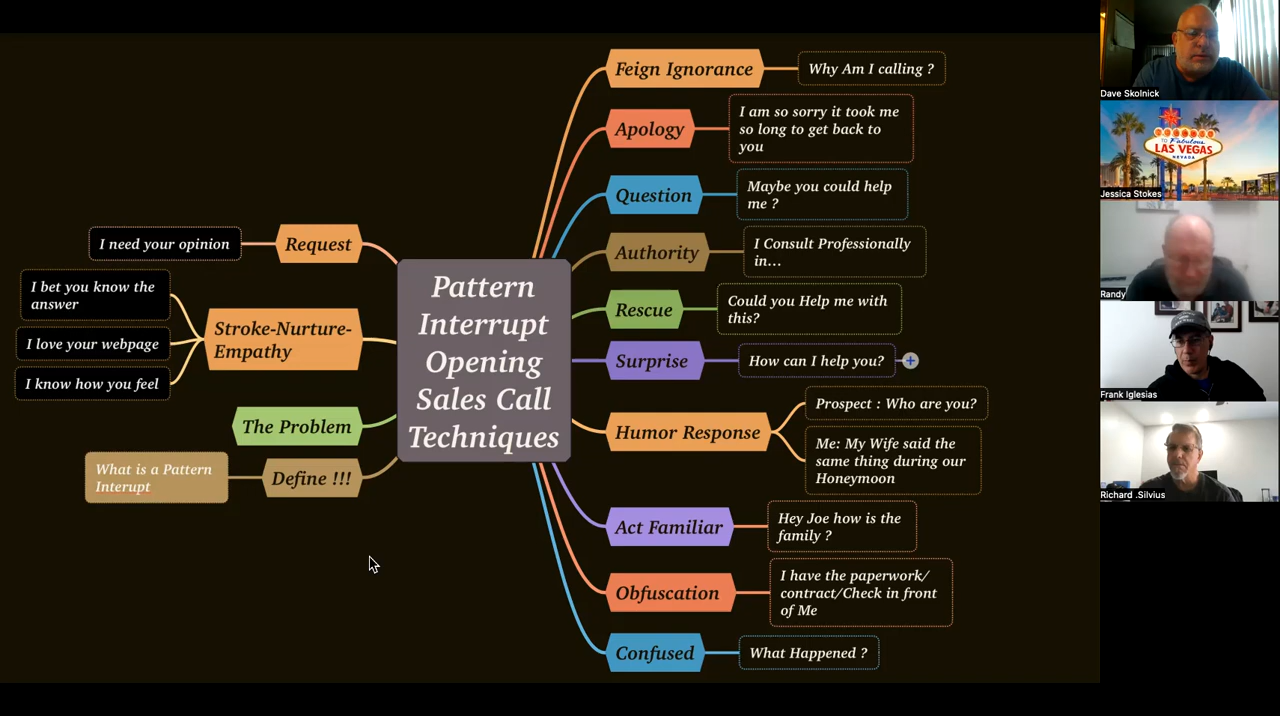 Feign Ignorance
Why Am I calling ?
Apology
I am so sorry it took me
so long to get back to
you
Question
Maybe you could help
me ?
Authority
I Consult Professionally
in...
Rescue
Could you Help me with
this?
Surprise
How can I help you?
Humor Response
Prospect : Who are you?
Me: My Wife said the
same thing during our
Honeymoon
Act Familiar
Hey Joe how is the
family ?
Obfuscation
I have the paperwork/
contract/Check in front
of Me
Confused
What Happened ?
Pattern
Interrupt
Opening
Sales Call
Techniques
Request
I need your opinion
Stroke-Nurture-
Empathy
I bet you know the
answer
I love your webpage
I know how you feel
The Problem
Define !!!
What is a Pattern
Interupt
Dave Skolnick
TO Fabulous
LAS VEGAS
NEVADA
Jessica Stokes
Randy
Frank Iglesias
Richard .Silvius